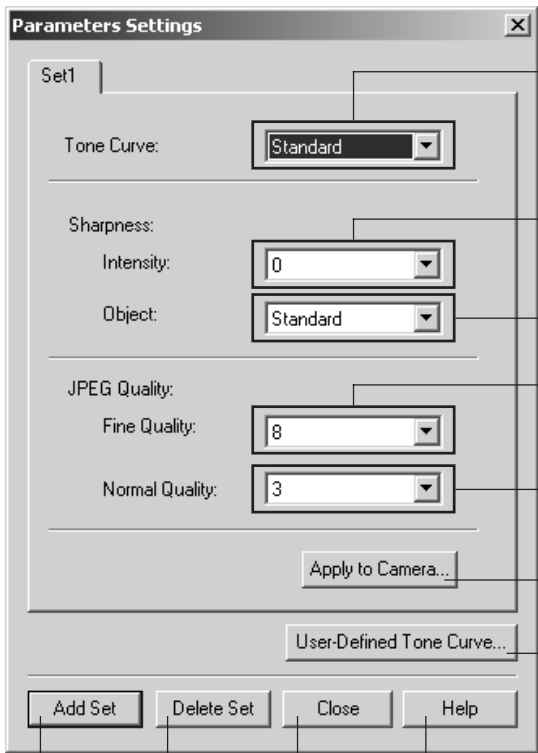 Parameters Settings
Set1
Tone Curve: Standard
Sharpness:
Intensity: 0
Object: Standard
JPEG Quality:
Fine Quality: 8
Normal Quality: 3
Apply to Camera...
User-Defined Tone Curve...
Add Set Delete Set Close Help